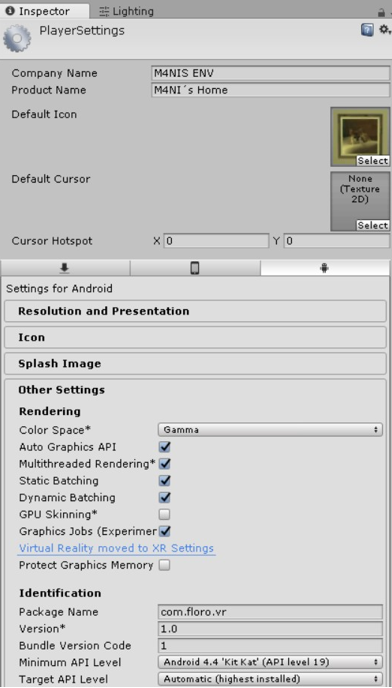 Inspector Lighting
PlayerSettings
Company Name M4NIS ENV
Product Name M4NI´s Home
Default Icon
Select
Default Cursor
None
(Texture
2D)
Select
Cursor Hotspot X 0 Y 0
Settings for Android
Resolution and Presentation
Icon
Splash Image
Other Settings
Rendering
Color Space* Gamma
Auto Graphics API
Multithreaded Rendering*
Static Batching
Dynamic Batching
GPU Skinning*
Graphics Jobs (Experimer
Virtual Reality moved to XR Settings
Protect Graphics Memory
Identification
Package Name com.floro.vr
Version* 1.0
Bundle Version Code 1
Minimum API Level Android 4.4 'Kit Kat' (API level 19)
Target API Level Automatic (highest installed)